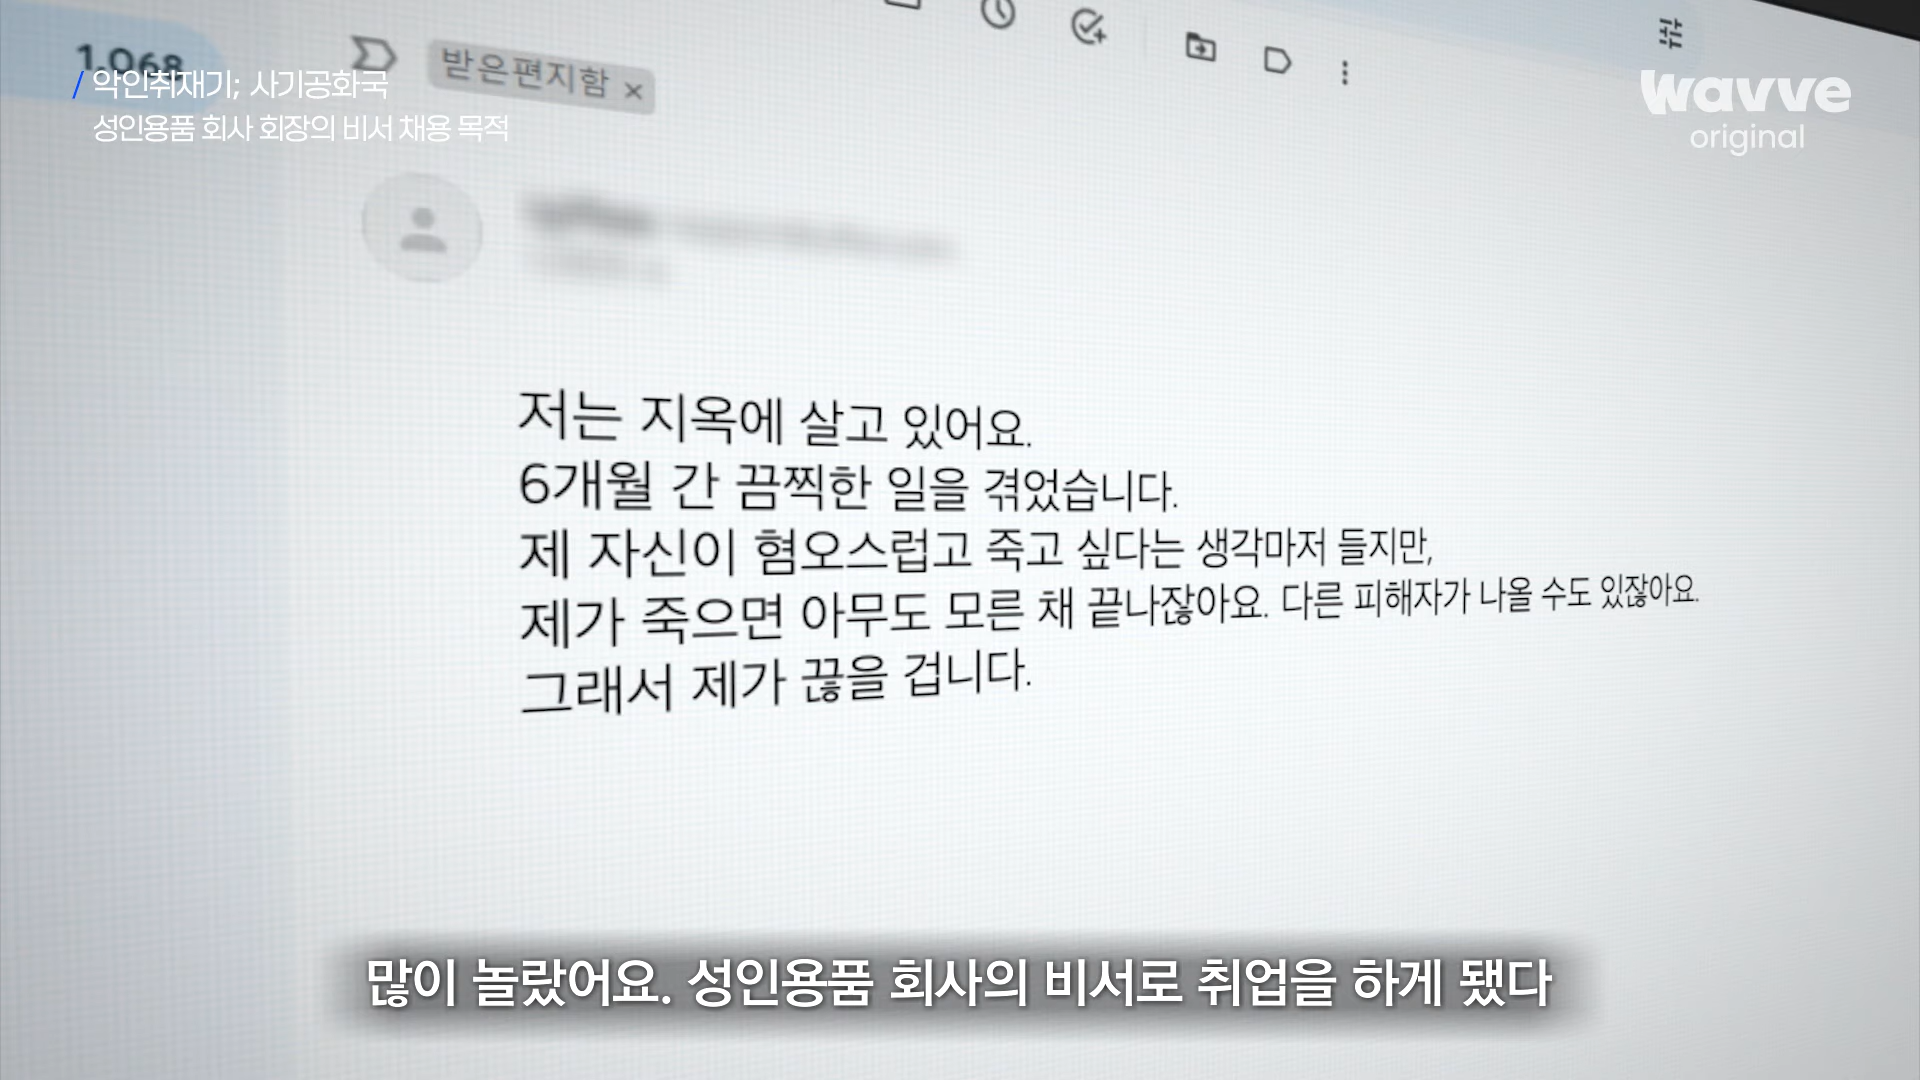 1,068
받은편지함 ×
/ 악인취재기; 사기공화국
성인용품 회사 회장의 비서 채용 목적
wavve
original
저는 지옥에 살고 있어요.
6개월 간 끔찍한 일을 겪었습니다.
제 자신이 혐오스럽고 죽고 싶다는 생각마저 들지만,
제가 죽으면 아무도 모른 채 끝나잖아요. 다른 피해자가 나올 수도 있잖아요.
그래서 제가 끊을 겁니다.
많이 놀랐어요. 성인용품 회사의 비서로 취업을 하게 됐다